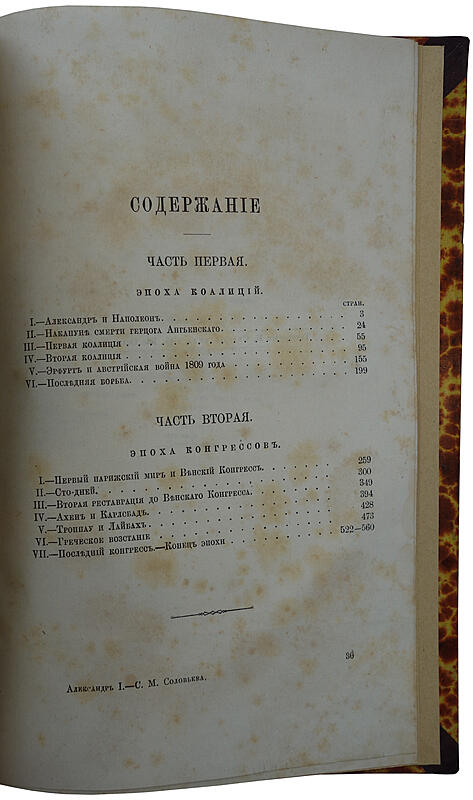 СОДЕРЖАНІЕ
ЧАСТЬ ПЕРВАЯ.
ЭПОХА КОАЛИЦІЙ.
СТРАН.
I.—Александръ и Наполеонъ. 3
II.—Наканунѣ смерти герцога Ангьенскаго. 24
III.—Первая коалиція 55
IV.—Вторая коалиція 95
V.—Эрфуртъ и австрійская война 1809 года 155
VI.—Послѣдняя борьба. 199
ЧАСТЬ ВТОРАЯ.
ЭПОХА КОНГРЕССОВЪ.
I.—Первый парижскій миръ и Вѣнскій Конгрессъ. 259
II.—Сто-дней. 300
III.—Вторая реставрація до Вѣнскаго Конгресса. 349
IV.—Ахенъ и Карлсбадъ. 394
V.—Троппау и Лайбахъ. 428
VI.—Греческое возстаніе 473
VII.—Послѣдній конгрессъ.—Конецъ эпохи 522—560
36
Александръ I.—С. М. Соловьева.